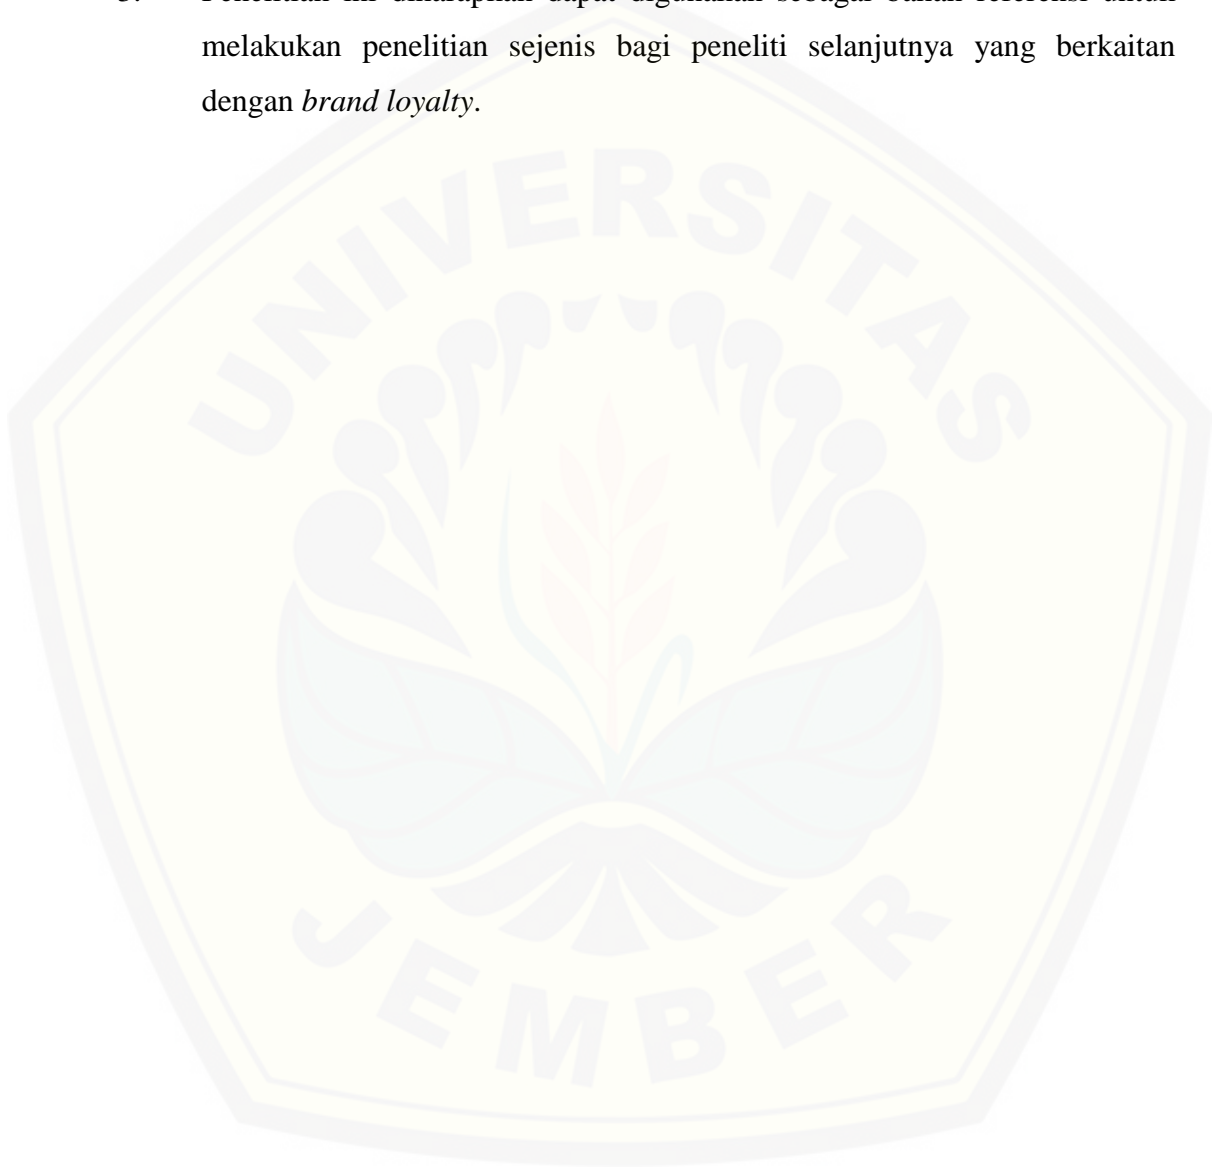 melakukan penelitian sejenis bagi peneliti selanjutnya yang berkaitan
dengan brand loyalty.
UNIVERSITAS
JEMBER